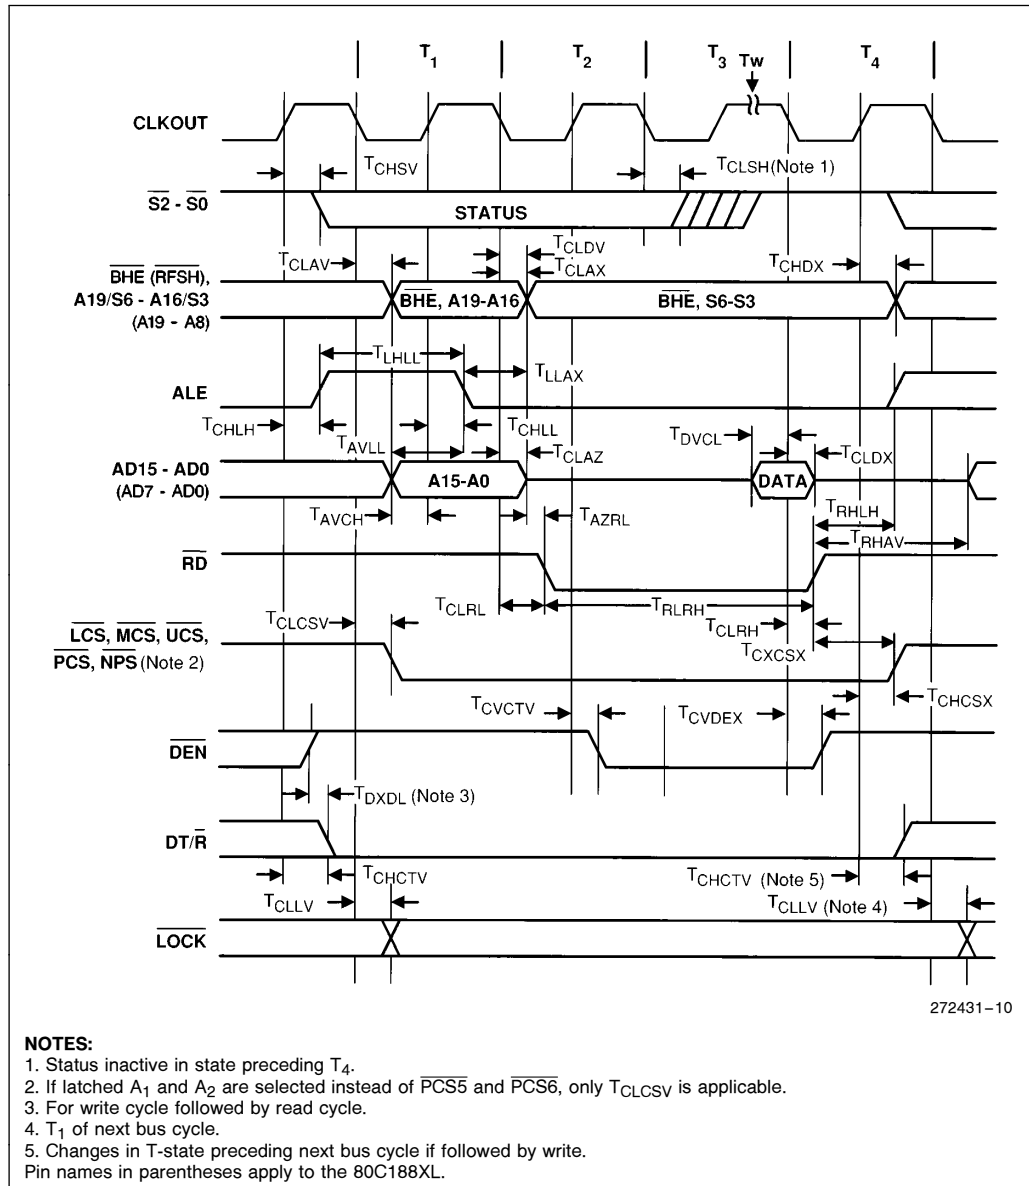 T1 T2 T3 TW T4
CLKOUT
TCHSV TCLSH (Note 1)
S2 - S0 STATUS
TCLDV
TCLAV TCLAX TCHDX
BHE (RFSH),
A19/S6 - A16/S3 BHE, A19-A16 BHE, S6-S3
(A19 - A8)
TLHLL
TLLAX
ALE
TCHLH TCHLL
TAVLL TDVCL
TCLAZ TCLDX
AD15 - AD0 A15-A0 DATA
(AD7 - AD0)
TRHLH
TAVCH TAZRL
TRHAV
RD
TCLRL TRLRH
TCLCSV TCLRH
LCS, MCS, UCS,
TCXCSX
PCS, NPS (Note 2)
TCHCSX
TCVCTV TCVDEX
DEN
TDXDL (Note 3)
DT/R
TCHCTV TCHCTV (Note 5)
TCLLV TCLLV (Note 4)
LOCK
272431-10
NOTES:
1. Status inactive in state preceding T4.
2. If latched A1 and A2 are selected instead of PCS5 and PCS6, only TCLCSV is applicable.
3. For write cycle followed by read cycle.
4. T1 of next bus cycle.
5. Changes in T-state preceding next bus cycle if followed by write.
Pin names in parentheses apply to the 80C188XL.